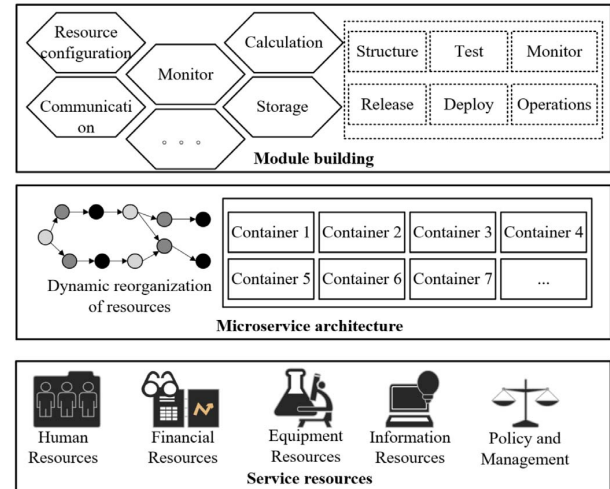 Resource
configuration
Calculation
Monitor
Communicati
on
Storage
。 。 。
Structure
Test
Monitor
Release
Deploy
Operations
Module building
Dynamic reorganization
of resources
Container 1
Container 2
Container 3
Container 4
Container 5
Container 6
Container 7
...
Microservice architecture
Human
Resources
Financial
Resources
Equipment
Resources
Information
Resources
Policy and
Management
Service resources